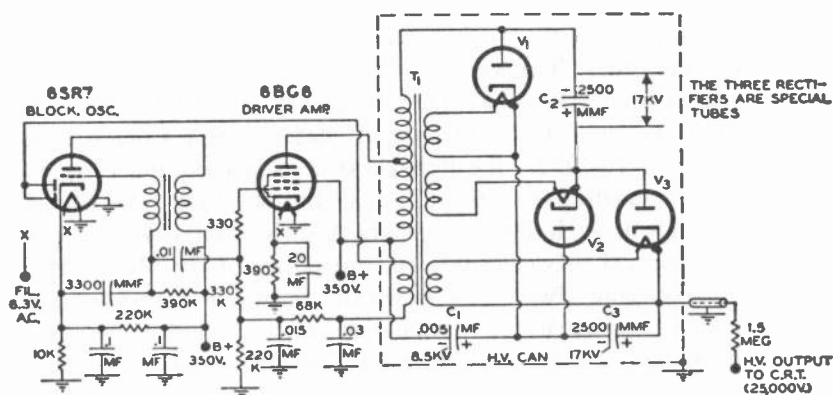 6SR7
BLOCK. OSC.
6BG6
DRIVER AMP.
V1
T1
C2
- 2500
+ MMF
17KV
THE THREE RECTI-
FIERS ARE SPECIAL
TUBES
V3
V2
X
X
X
FIL.
6.3V.
A.C.
.01 MF
330
390
20
MF
B+
350V.
3300 MMF
390K
330
K
68K
220K
10K
.1
MF
.1
MF
B+
350V.
.015
MF
.03
MF
220
K
C1
.005 MF
- +
8.5KV
H.V. CAN
C3
2500 MMF
- +
17KV
1.5
MEG
H.V. OUTPUT
TO C.R.T.
(25,000V.)